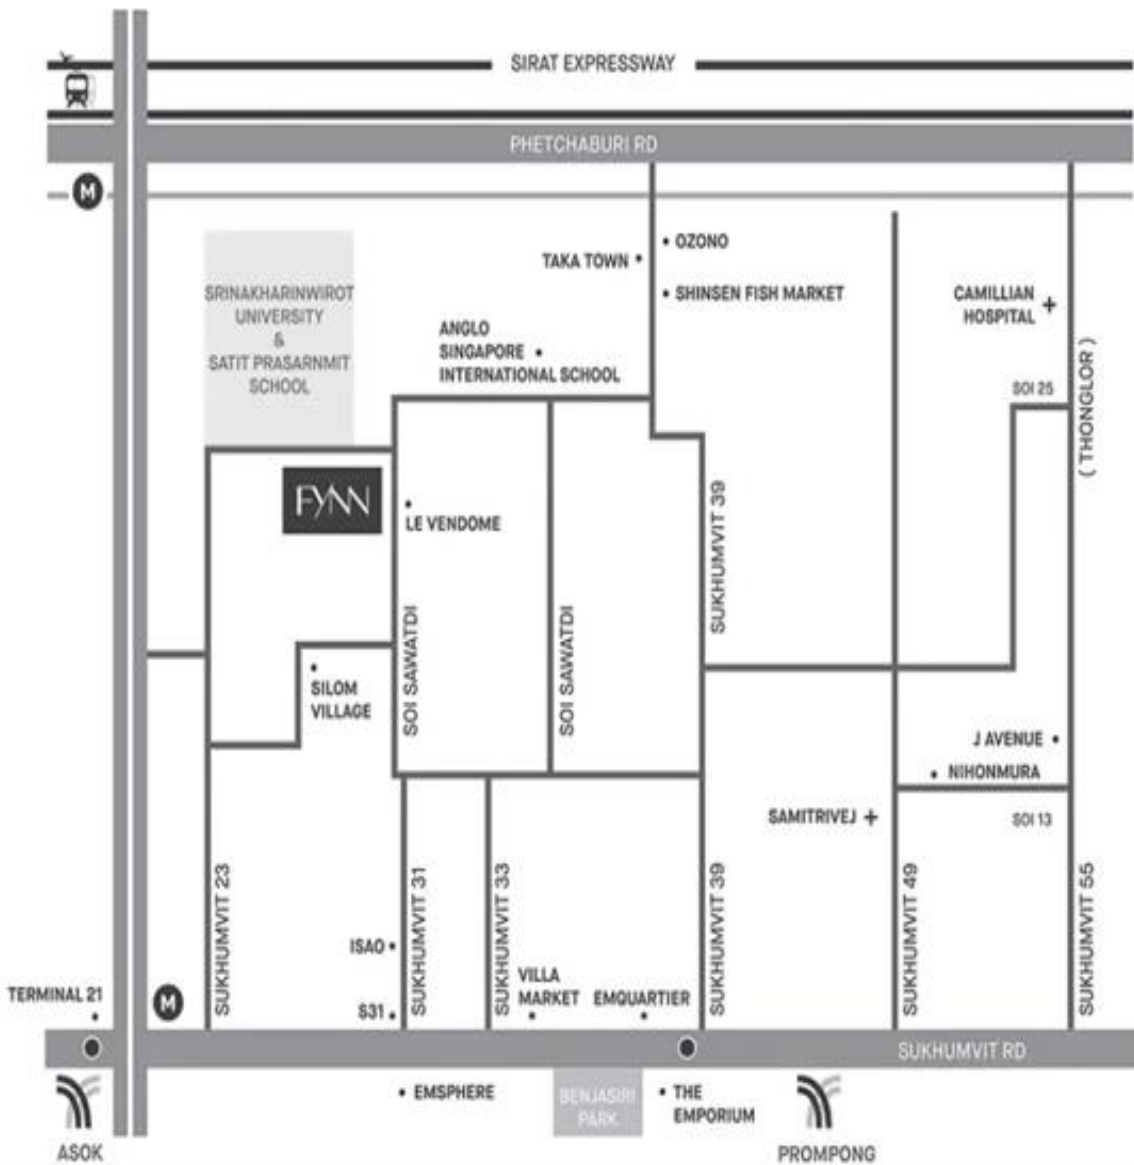 SIRAT EXPRESSWAY
PHETCHABURI RD
M
OZONO
TAKA TOWN
SHINSEN FISH MARKET
SRINAKHARINWIROT
UNIVERSITY
&
SATIT PRASARNMIT
SCHOOL
CAMILLIAN
HOSPITAL
ANGLO
SINGAPORE
INTERNATIONAL SCHOOL
SOI 25
( THONGLOR )
FYNN
LE VENDOME
SUKHUMVIT 39
SOI SAWATDI
SOI SAWATDI
SILOM
VILLAGE
J AVENUE
NIHONMURA
SAMITRIVEJ
SOI 13
SUKHUMVIT 23
SUKHUMVIT 31
SUKHUMVIT 33
SUKHUMVIT 39
SUKHUMVIT 49
SUKHUMVIT 55
ISAO
VILLA
MARKET
EMQUARTIER
TERMINAL 21
M
S31
SUKHUMVIT RD
EMSPHERE
BENJASIRI
PARK
THE
EMPORIUM
ASOK
PROMPONG